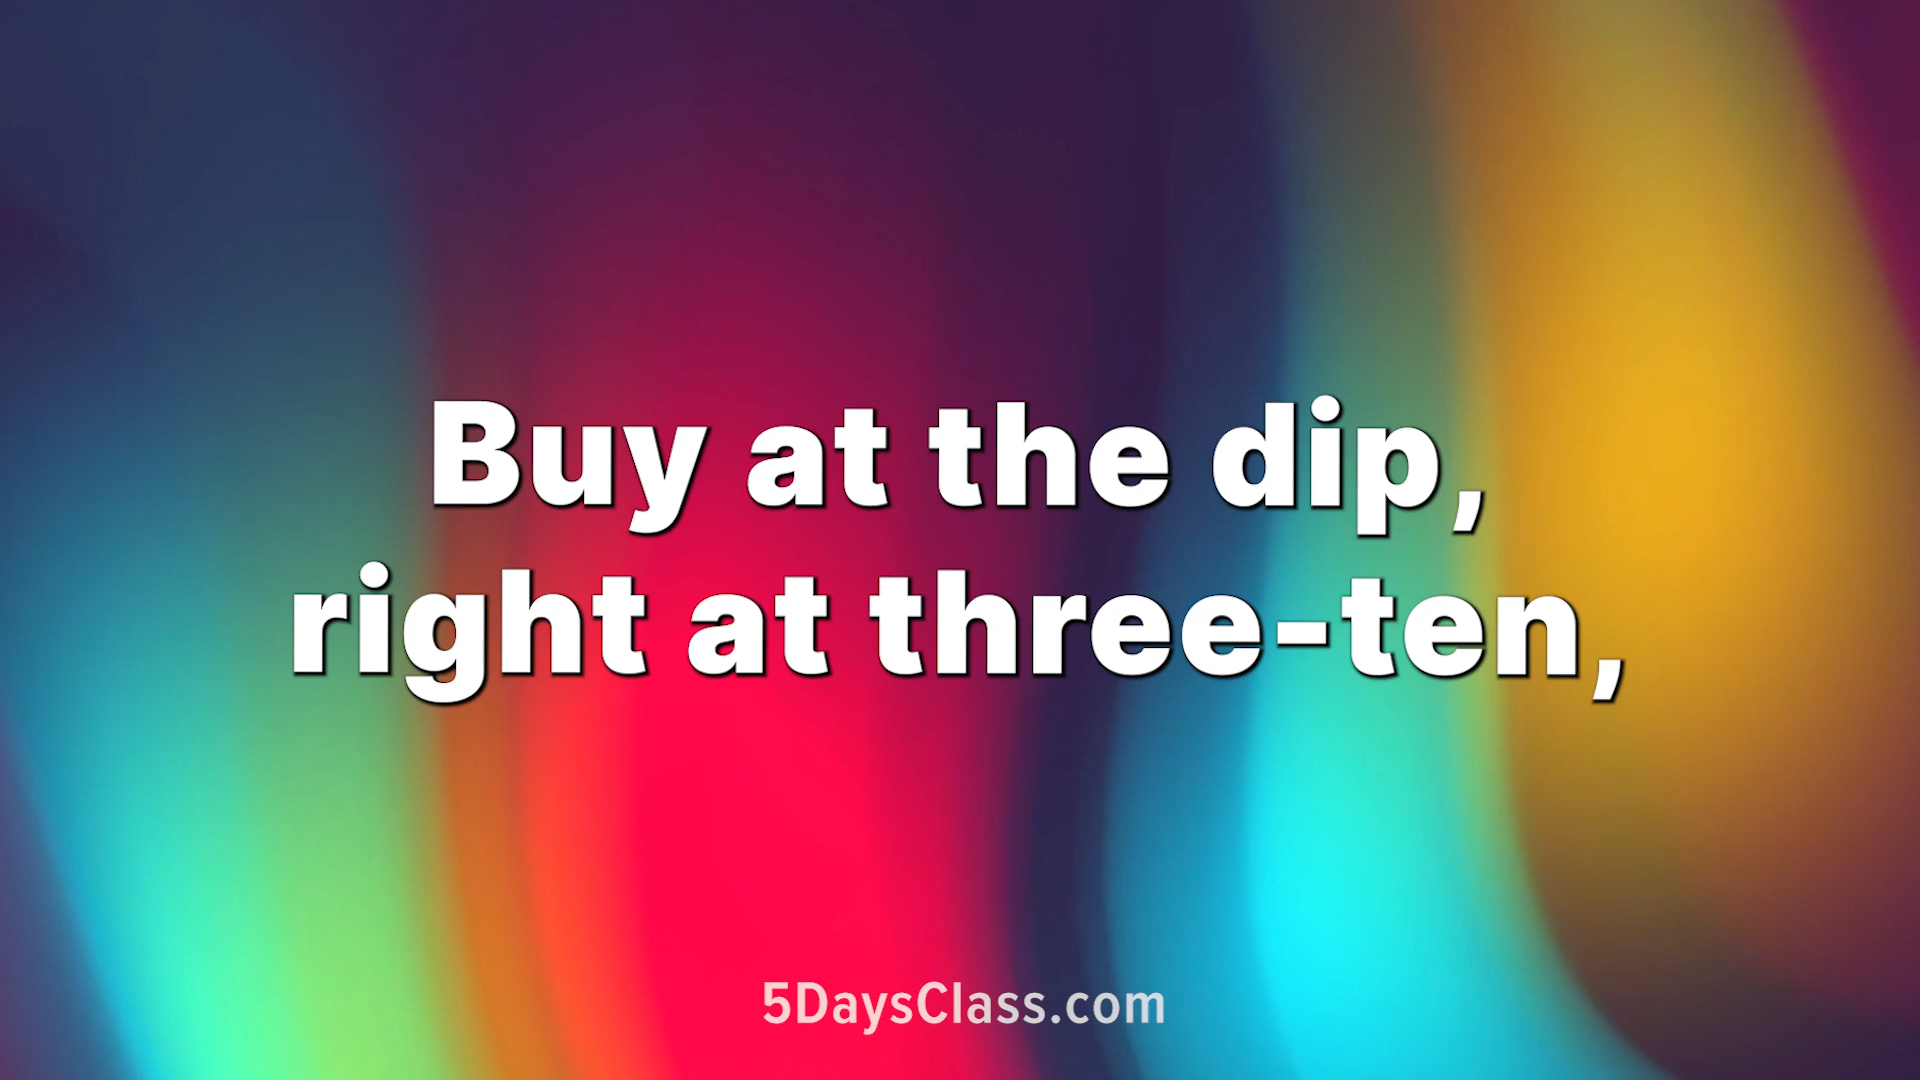 Buy at the dip,
right at three-ten,
5DaysClass.com